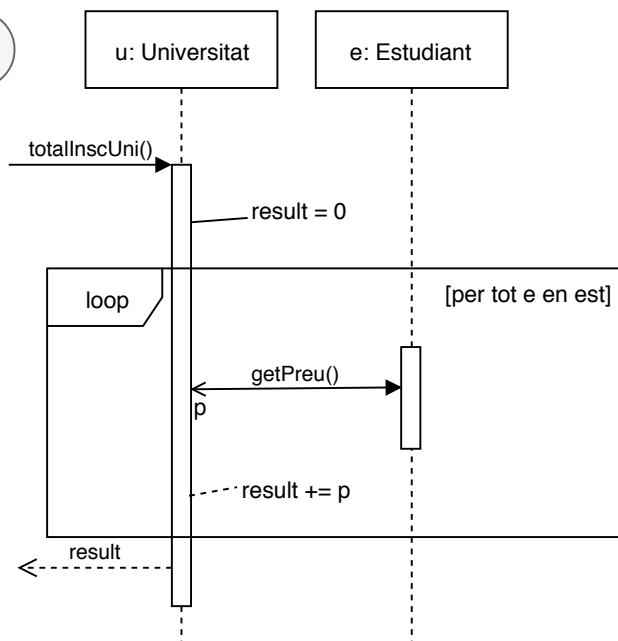 u: Universitat
e: Estudiant
totalInscUni()
result = 0
loop
[per tot e en est]
getPreu()
p
result += p
result